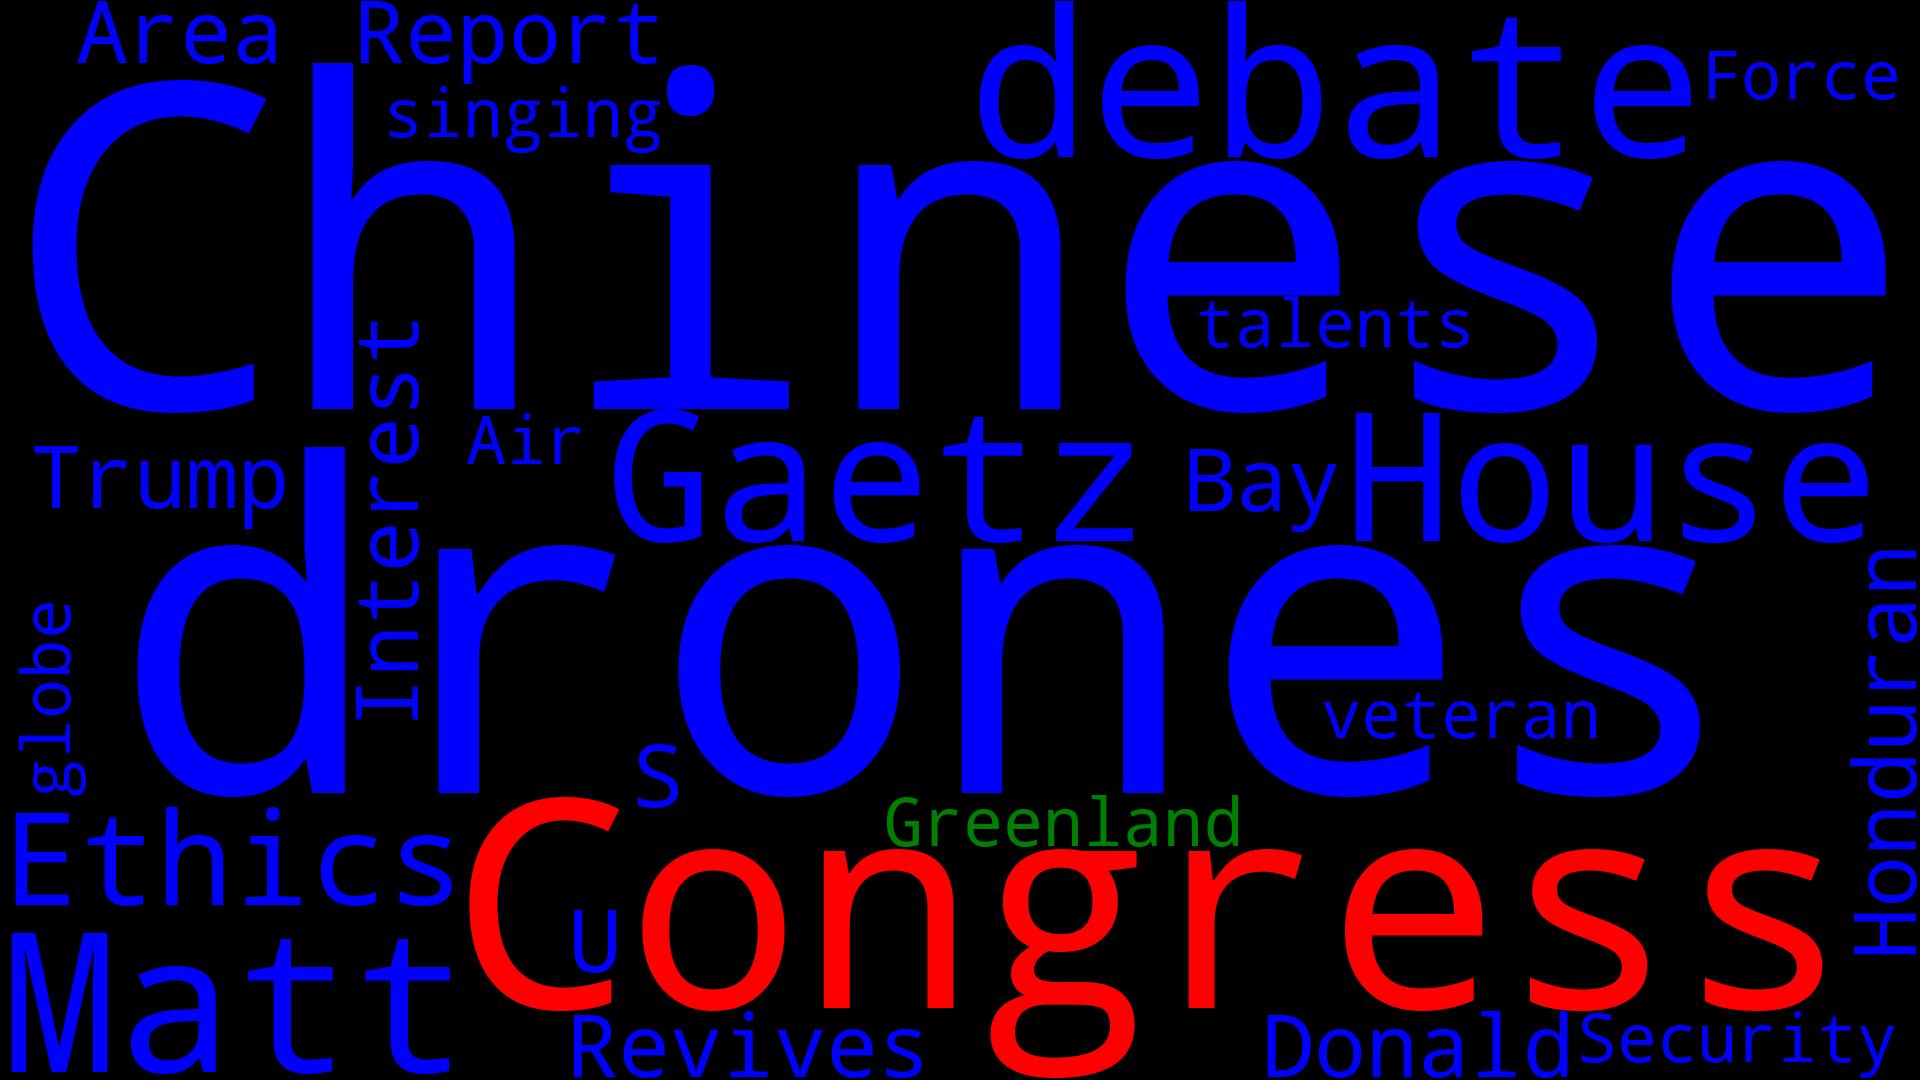 Area Report
debate
Force
singing
Chinese
talents
Interest
Air
Gaetz
Bay
House
Trump
drones
globe
veteran
Honduran
S
Greenland
Ethics
Congress
U
Matt
Revives
Donald
Security